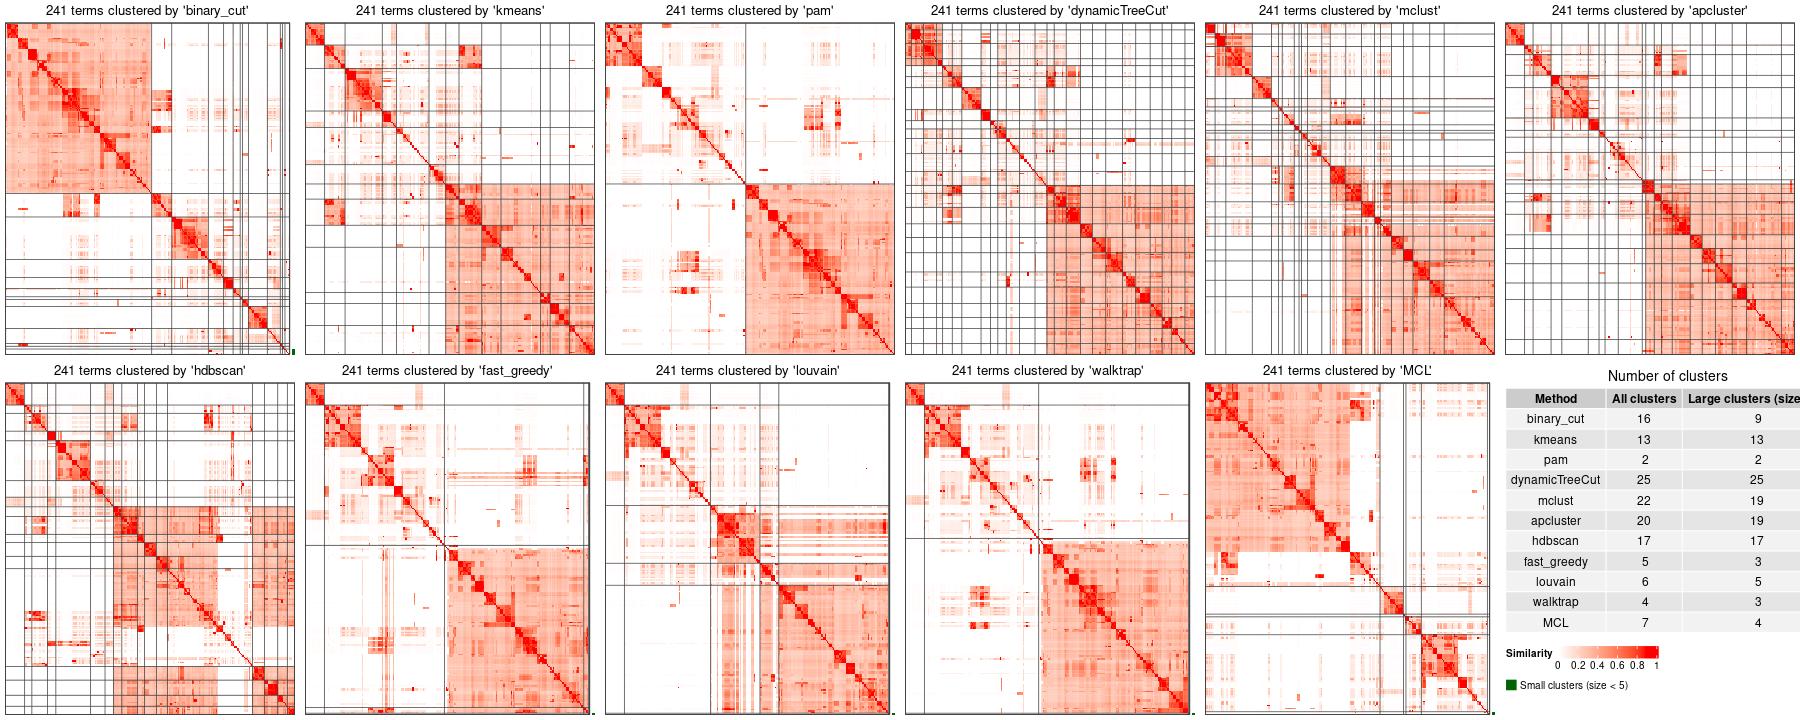 241 terms clustered by 'binary_cut'
241 terms clustered by 'kmeans'
241 terms clustered by 'pam'
241 terms clustered by 'dynamicTreeCut'
241 terms clustered by 'mclust'
241 terms clustered by 'apcluster'
241 terms clustered by 'hdbscan'
241 terms clustered by 'fast_greedy'
241 terms clustered by 'louvain'
241 terms clustered by 'walktrap'
241 terms clustered by 'MCL'
Number of clusters
Method All clusters Large clusters (size
binary_cut 16 9
kmeans 13 13
pam 2 2
dynamicTreeCut 25 25
mclust 22 19
apcluster 20 19
hdbscan 17 17
fast_greedy 5 3
louvain 6 5
walktrap 4 3
MCL 7 4
Similarity
0 0.2 0.4 0.6 0.8 1
Small clusters (size < 5)